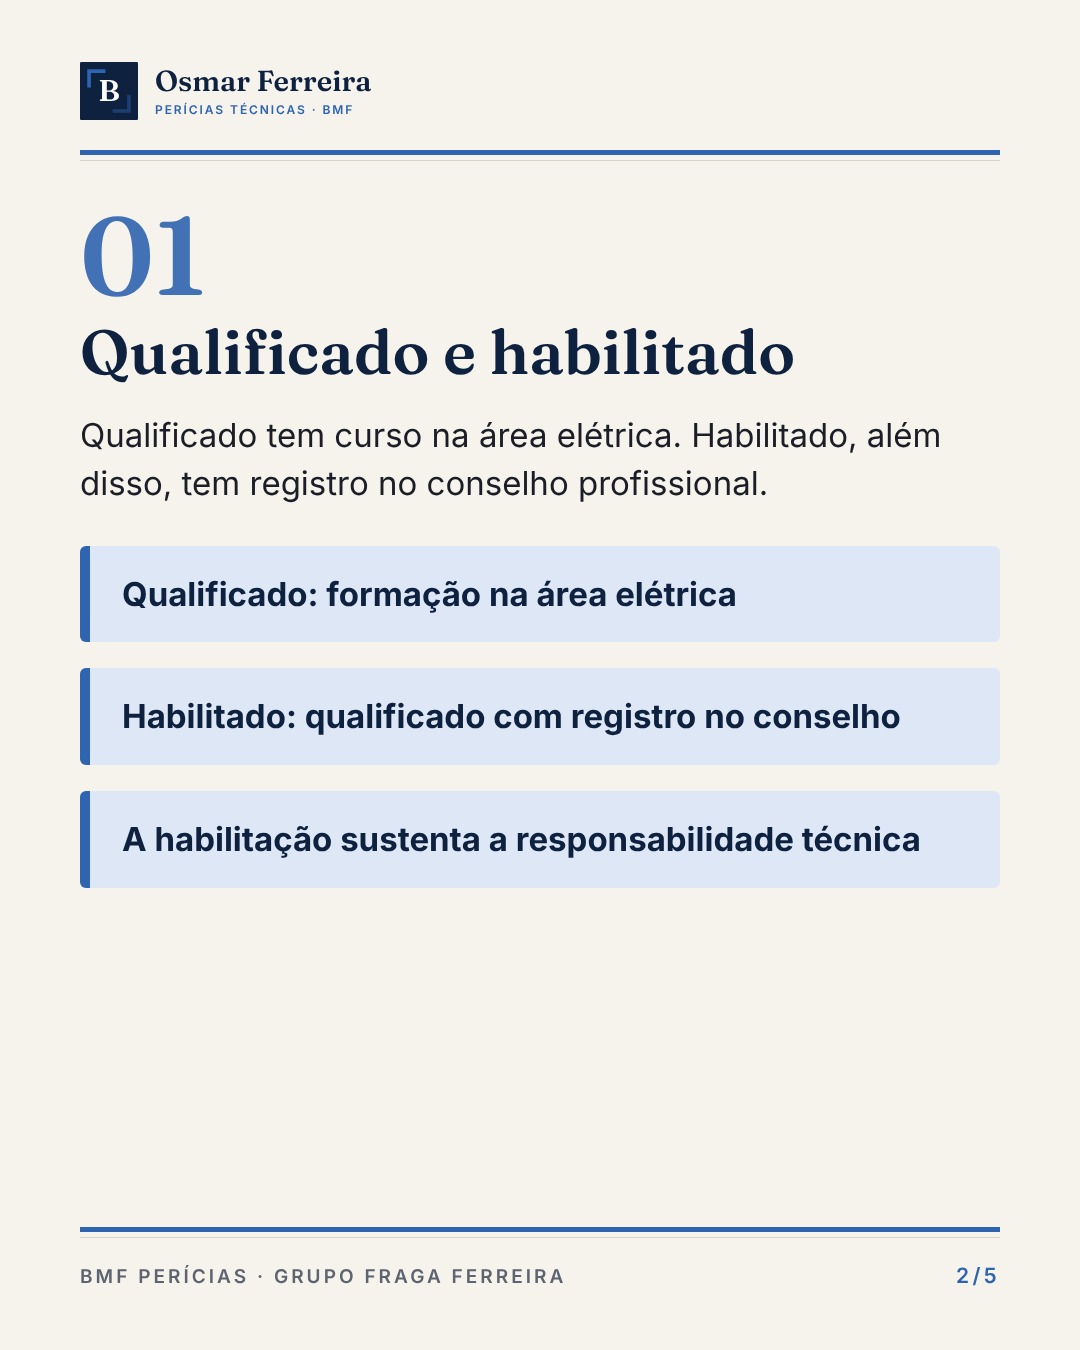 B
Osmar Ferreira
PERÍCIAS TÉCNICAS · BMF
01
Qualificado e habilitado
Qualificado tem curso na área elétrica. Habilitado, além
disso, tem registro no conselho profissional.
Qualificado: formação na área elétrica
Habilitado: qualificado com registro no conselho
A habilitação sustenta a responsabilidade técnica
BMF PERÍCIAS · GRUPO FRAGA FERREIRA
2/5